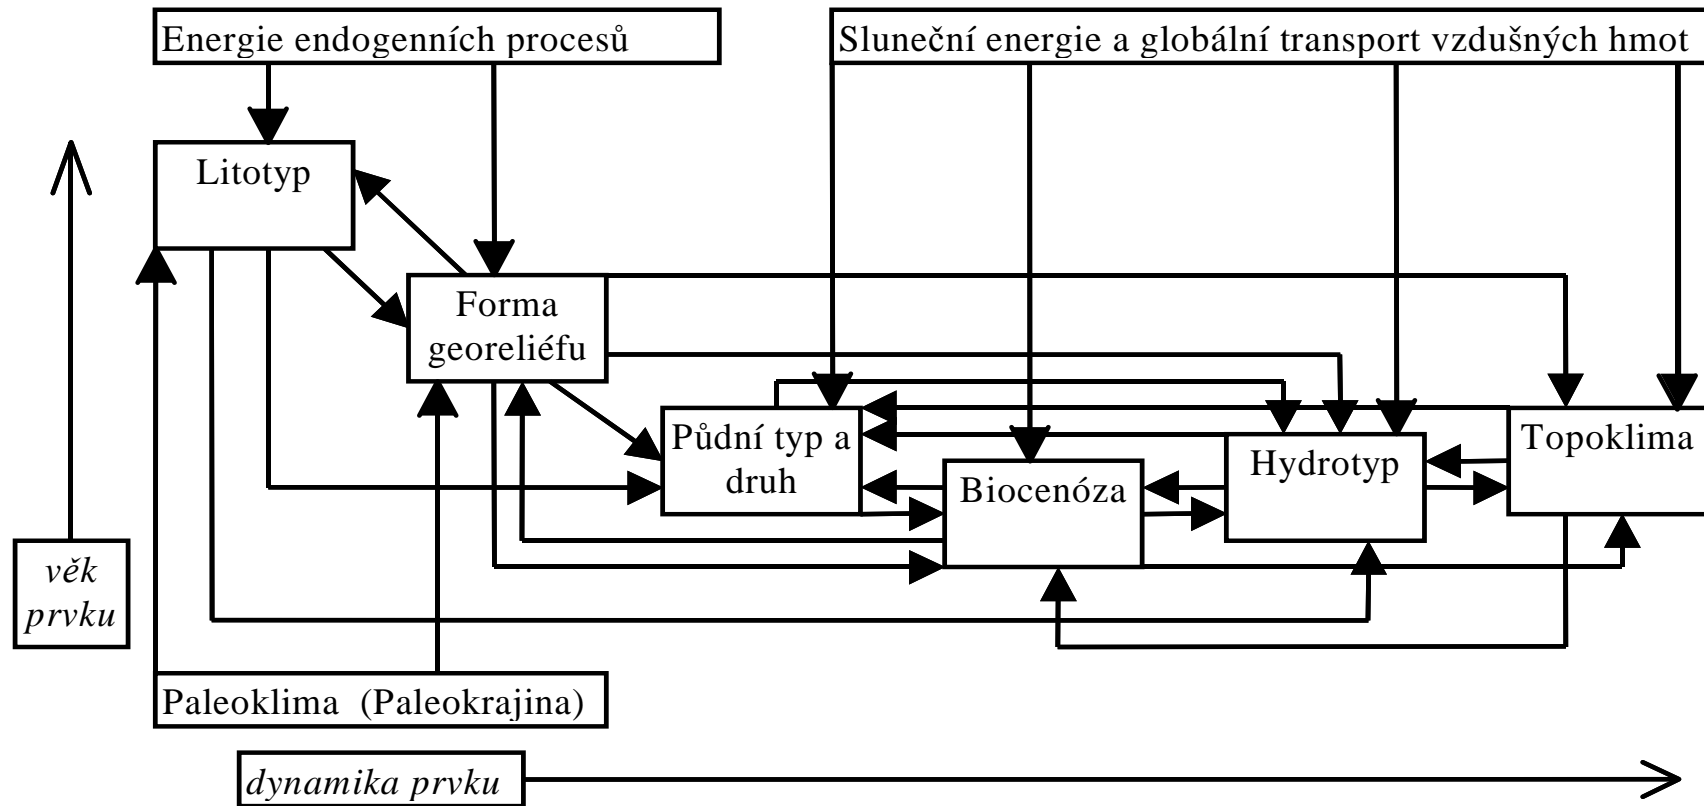 Energie endogenních procesů
Sluneční energie a globální transport vzdušných hmot
Litotyp
Forma
georeliéfu
Půdní typ a
druh
Biocenóza
Hydrotyp
Topoklima
věk
prvku
Paleoklima (Paleokrajina)
dynamika prvku